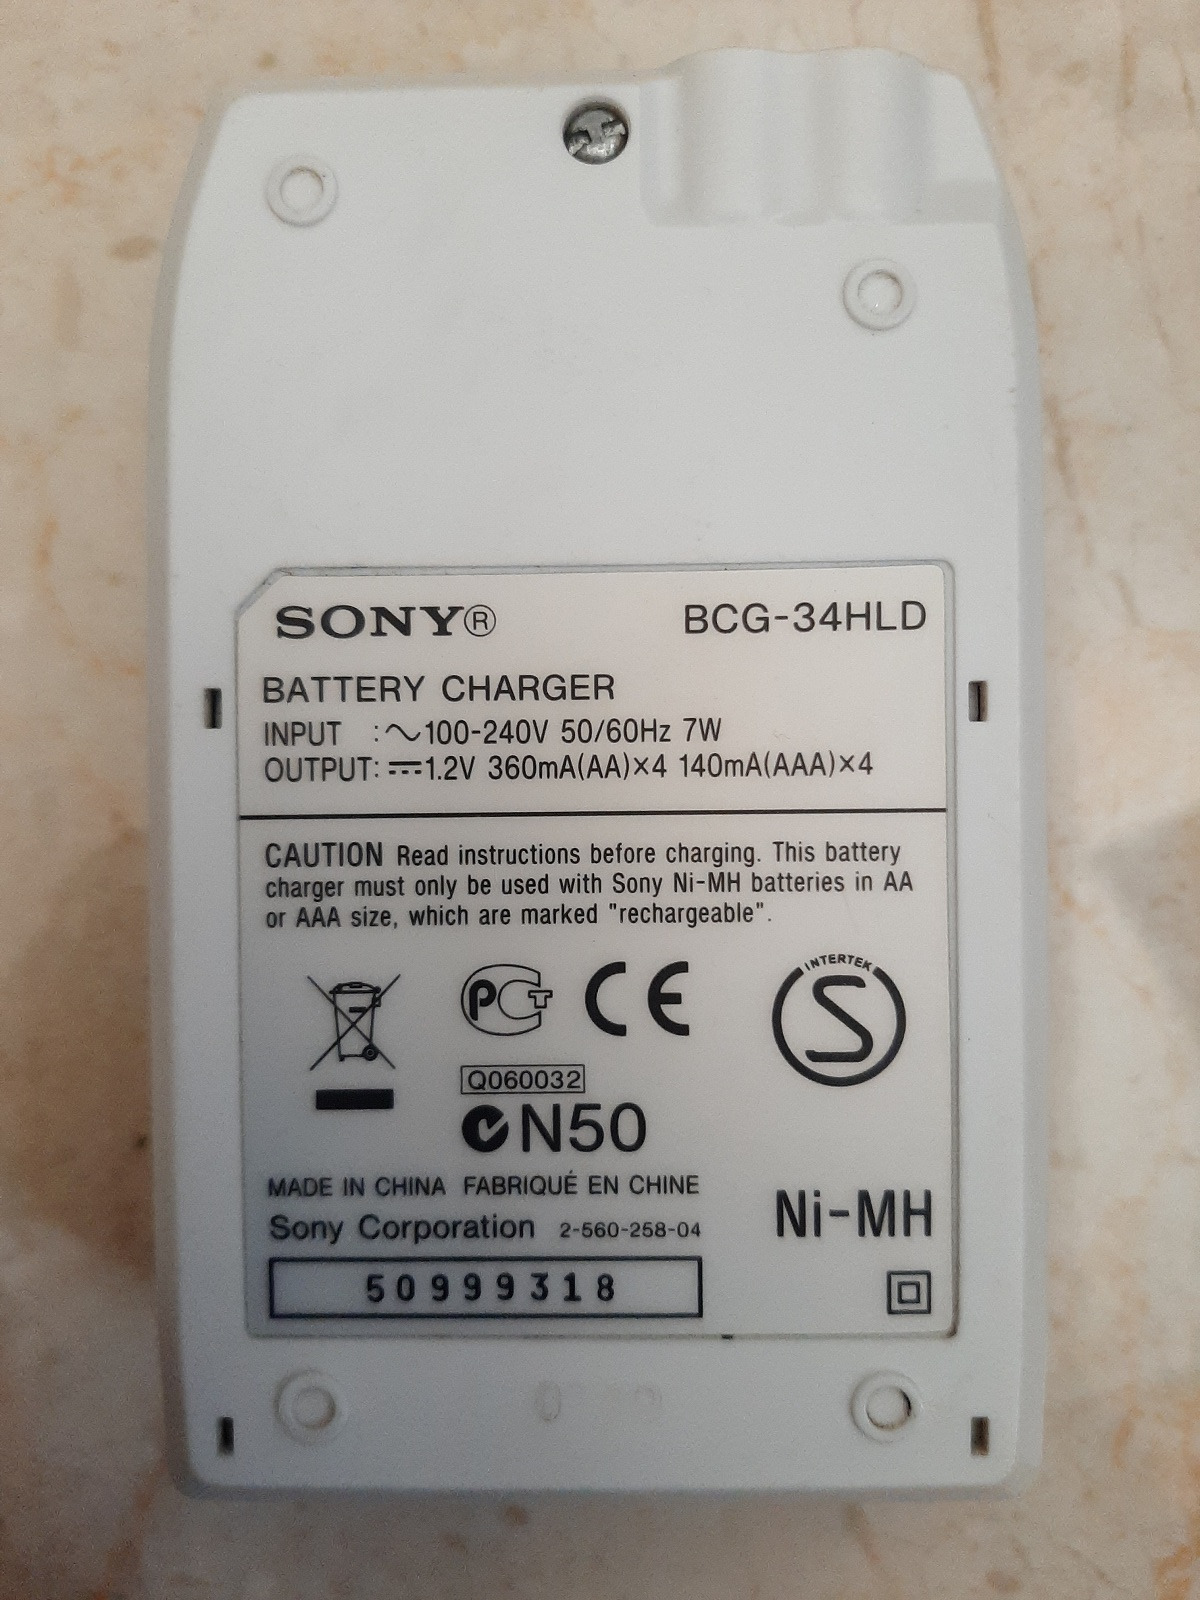 SONY®
BCG-34HLD
BATTERY CHARGER
INPUT :~100-240V 50/60Hz 7W
OUTPUT: ⎓1.2V 360mA(AA)×4 140mA(AAA)×4
CAUTION Read instructions before charging. This battery
charger must only be used with Sony Ni-MH batteries in AA
or AAA size, which are marked "rechargeable".
PCT CE
INTERTEK
S
Q060032
N50
MADE IN CHINA FABRIQUÉ EN CHINE
Sony Corporation 2-560-258-04
Ni-MH
50999318